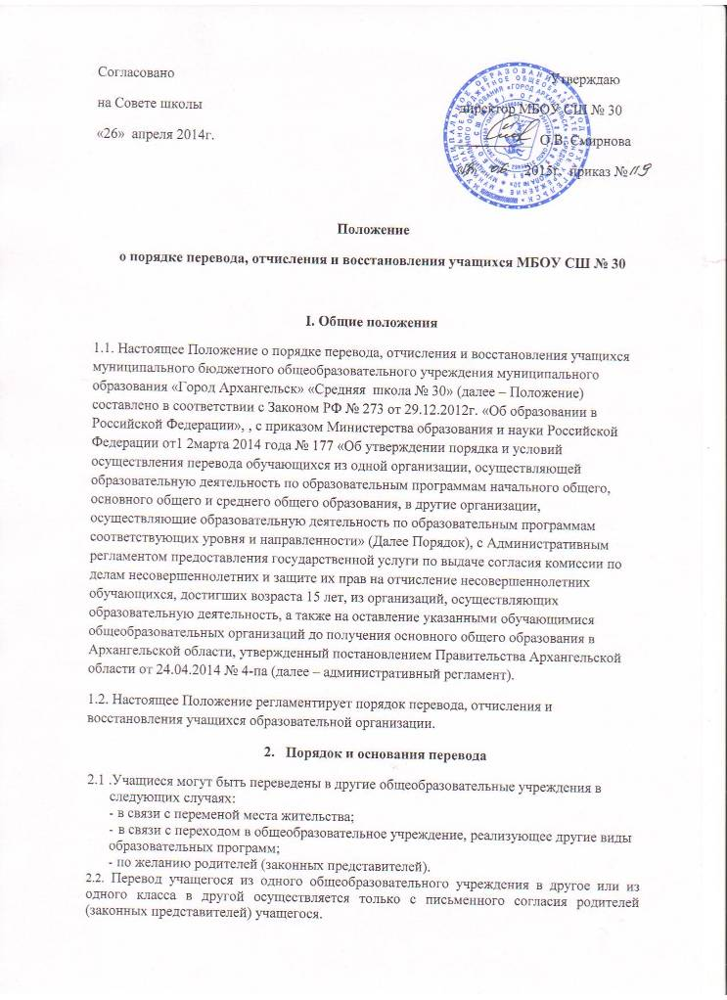 Согласовано
на Совете школы
«26» апреля 2014г.
Утверждаю
директор МБОУ СШ № 30
О.В. Смирнова
2015г. приказ № 119
Положение
о порядке перевода, отчисления и восстановления учащихся МБОУ СШ № 30
I. Общие положения
1.1. Настоящее Положение о порядке перевода, отчисления и восстановления учащихся
муниципального бюджетного общеобразовательного учреждения муниципального
образования «Город Архангельск» «Средняя школа № 30» (далее – Положение)
составлено в соответствии с Законом РФ № 273 от 29.12.2012г. «Об образовании в
Российской Федерации», , с приказом Министерства образования и науки Российской
Федерации от1 2марта 2014 года № 177 «Об утверждении порядка и условий
осуществления перевода обучающихся из одной организации, осуществляющей
образовательную деятельность по образовательным программам начального общего,
основного общего и среднего общего образования, в другие организации,
осуществляющие образовательную деятельность по образовательным программам
соответствующих уровня и направленности» (Далее Порядок), с Административным
регламентом предоставления государственной услуги по выдаче согласия комиссии по
делам несовершеннолетних и защите их прав на отчисление несовершеннолетних
обучающихся, достигших возраста 15 лет, из организаций, осуществляющих
образовательную деятельность, а также на оставление указанными обучающимися
общеобразовательных организаций до получения основного общего образования в
Архангельской области, утвержденный постановлением Правительства Архангельской
области от 24.04.2014 № 4-па (далее – административный регламент).
1.2. Настоящее Положение регламентирует порядок перевода, отчисления и
восстановления учащихся образовательной организации.
2. Порядок и основания перевода
2.1 .Учащиеся могут быть переведены в другие общеобразовательные учреждения в
следующих случаях:
- в связи с переменой места жительства;
- в связи с переходом в общеобразовательное учреждение, реализующее другие виды
образовательных программ;
- по желанию родителей (законных представителей).
2.2. Перевод учащегося из одного общеобразовательного учреждения в другое или из
одного класса в другой осуществляется только с письменного согласия родителей
(законных представителей) учащегося.